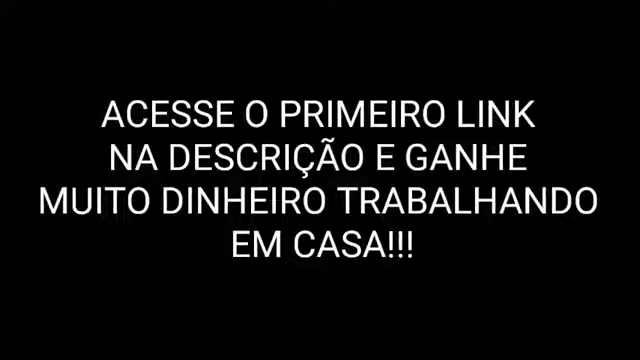 ACESSE O PRIMEIRO LINK
NA DESCRIÇÃO E GANHE
MUITO DINHEIRO TRABALHANDO
EM CASA!!!